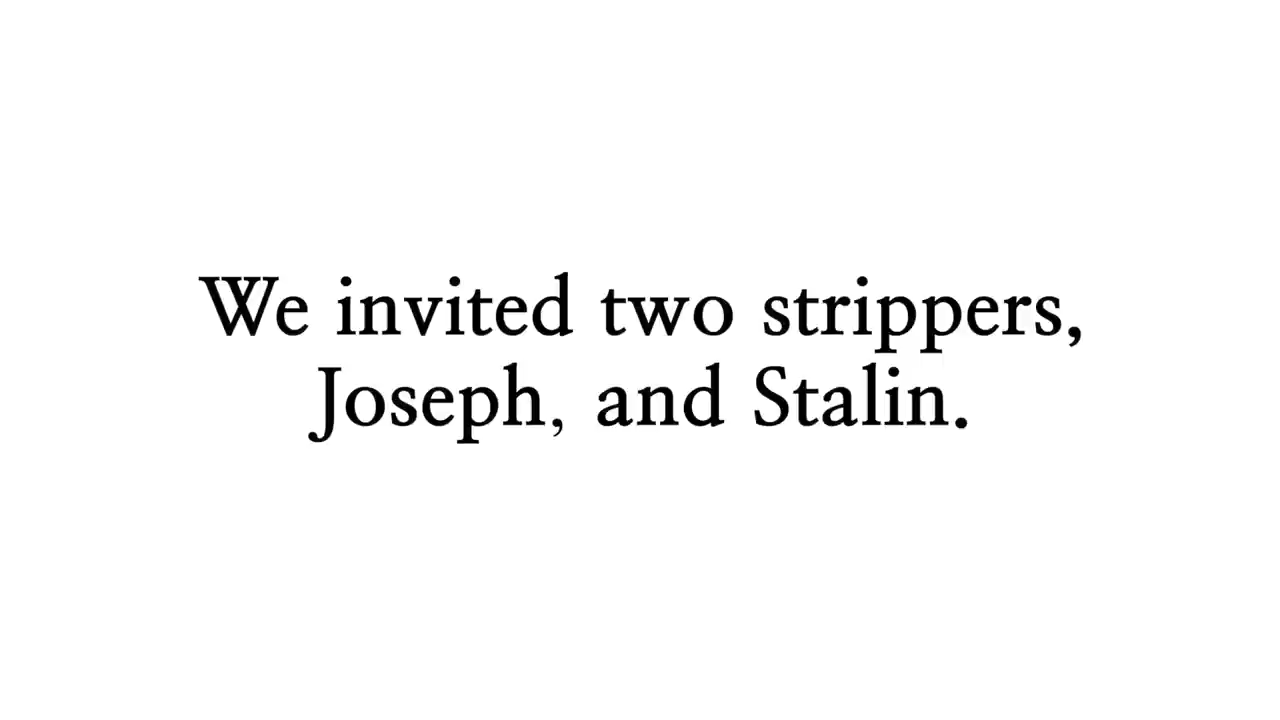 We invited two strippers,
Joseph, and Stalin.